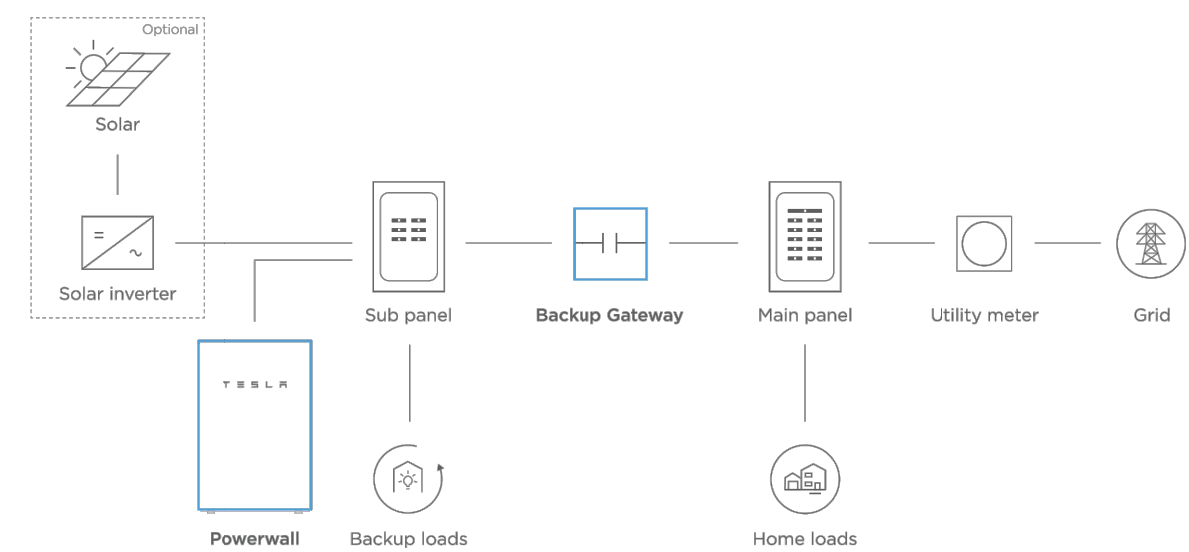 Optional
Solar
Solar inverter
Sub panel
Backup Gateway
Main panel
Utility meter
Grid
TESLA
Powerwall
Backup loads
Home loads